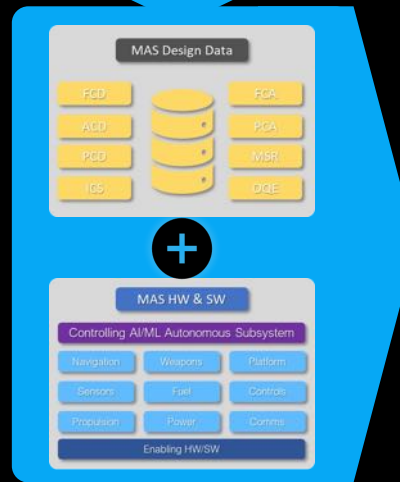 MAS Design Data
FCD
FCA
ACD
PCA
PCD
MSR
ICS
OQE
+
MAS HW & SW
Controlling AI/ML Autonomous Subsystem
Navigation
Weapons
Platform
Sensors
Fuel
Controls
Propulsion
Power
Comms
Enabling HW/SW